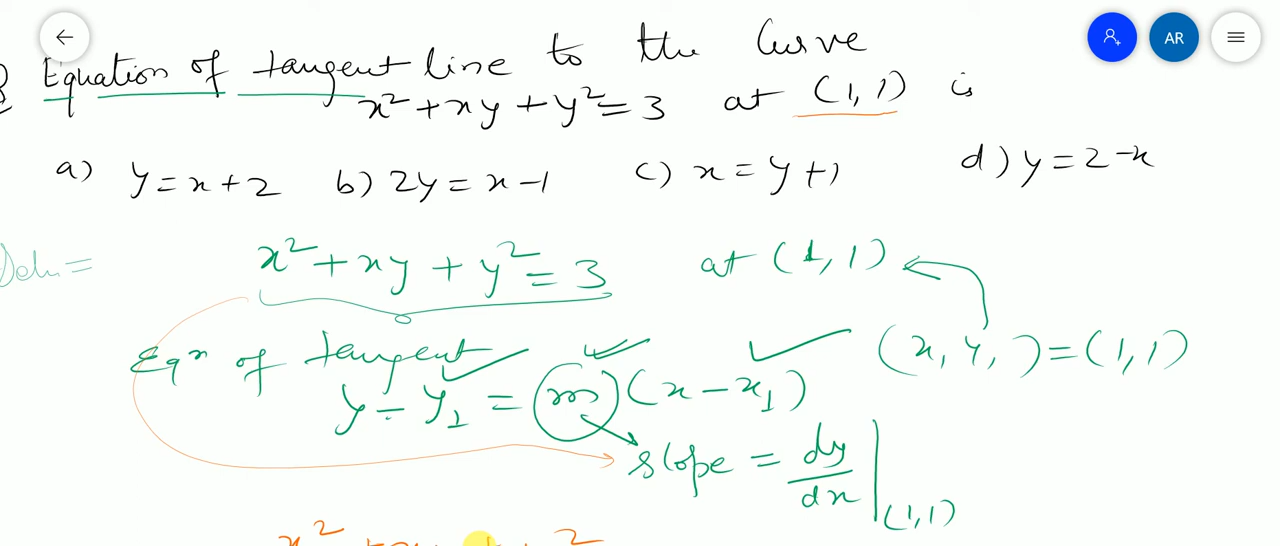 AR
Equation of tangent line to the Curve
x² + xy + y² = 3 at (1, 1) is
a) y = x + 2 b) 2y = x - 1 c) x = y + 1 d) y = 2 - x
Soln = x² + xy + y² = 3 at (1, 1)
Eqⁿ of tangent (x, y,) = (1, 1)
y - y₁ = m (x - x₁)
slope = dy/dx |(1, 1)